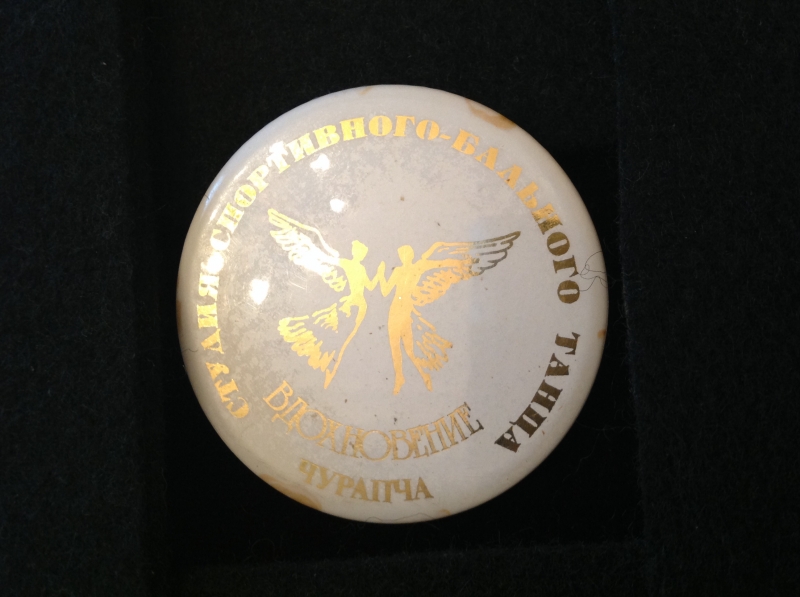 СТУДИЯ СПОРТИВНОГО-БАЛЬНОГО ТАНЦА
ВДОХНОВЕНИЕ
ЧУРАПЧА